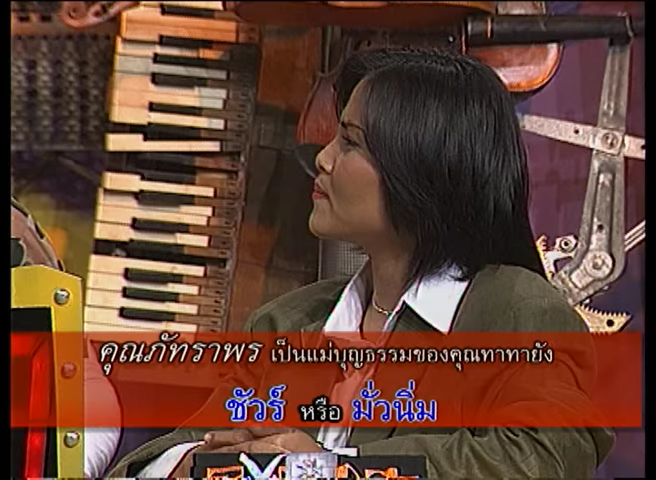 คุณภัทราพร เป็นแม่บุญธรรมของคุณทาทายัง
ชัวร์ หรือ มั่วนิ่ม